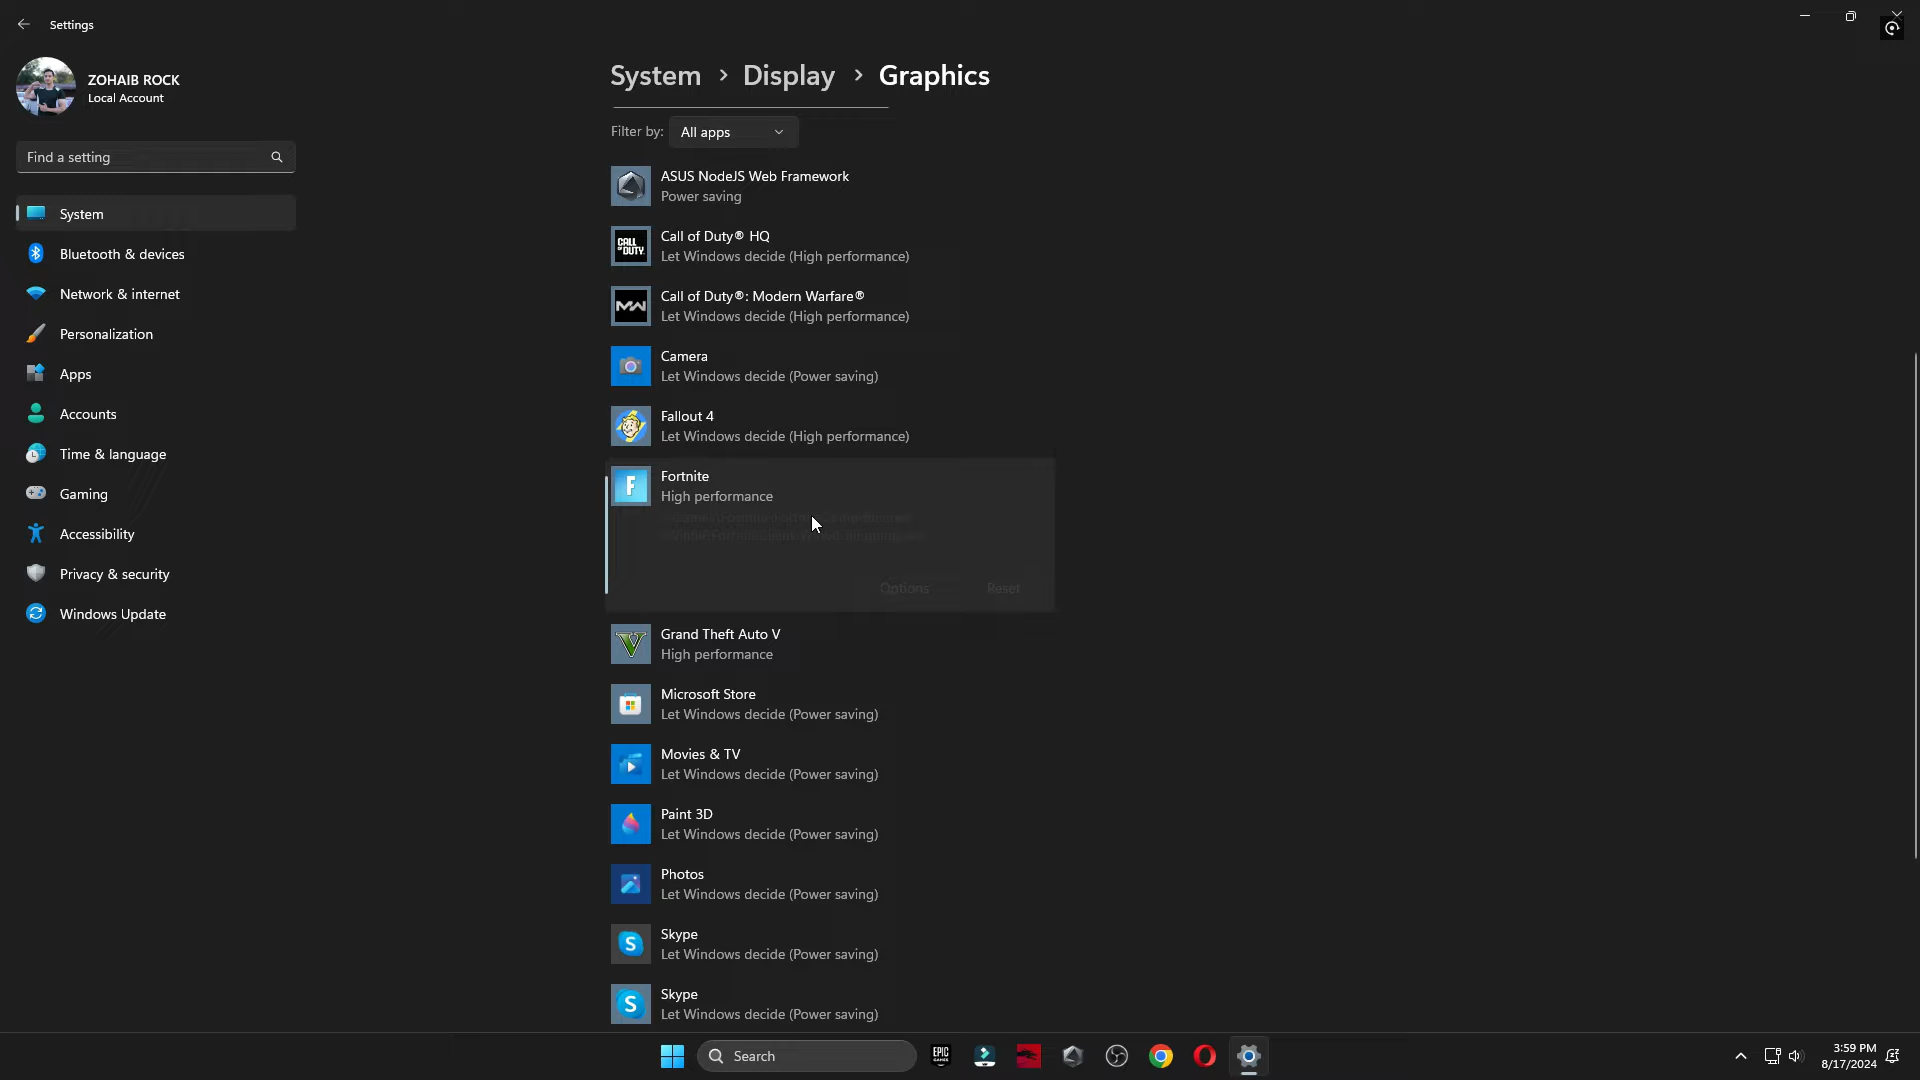 Settings
ZOHAIB ROCK
Local Account
Find a setting
System
Bluetooth & devices
Network & internet
Personalization
Apps
Accounts
Time & language
Gaming
Accessibility
Privacy & security
Windows Update
System > Display > Graphics
Filter by: All apps
ASUS NodeJS Web Framework
Power saving
CALL OF DUTY
Call of Duty® HQ
Let Windows decide (High performance)
MW
Call of Duty®: Modern Warfare®
Let Windows decide (High performance)
Camera
Let Windows decide (Power saving)
Fallout 4
Let Windows decide (High performance)
F
Fortnite
High performance
Options Reset
V
Grand Theft Auto V
High performance
Microsoft Store
Let Windows decide (Power saving)
Movies & TV
Let Windows decide (Power saving)
Paint 3D
Let Windows decide (Power saving)
Photos
Let Windows decide (Power saving)
S
Skype
Let Windows decide (Power saving)
S
Skype
Let Windows decide (Power saving)
Search
EPIC GAMES
3:59 PM
8/17/2024